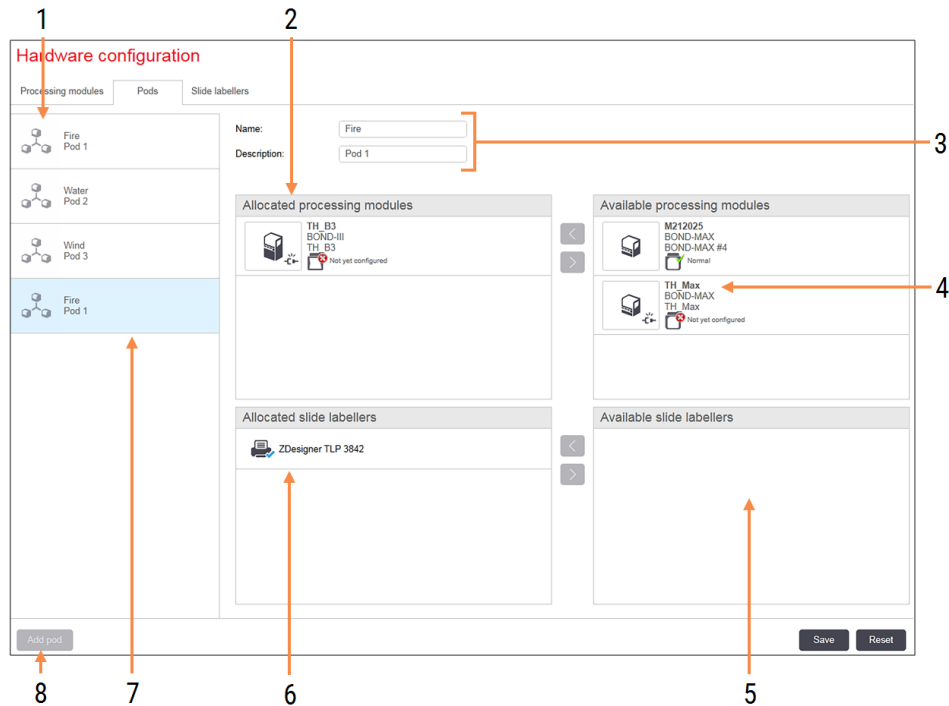 1
2
Hardware configuration
Processing modules
Pods
Slide labellers
Fire
Pod 1
Water
Pod 2
Wind
Pod 3
Fire
Pod 1
Name:
Fire
Description:
Pod 1
3
Allocated processing modules
TH_B3
BOND-III
TH_B3
Not yet configured
<
>
Available processing modules
M212025
BOND-MAX
BOND-MAX #4
Normal
TH_Max
BOND-MAX
TH_Max
Not yet configured
4
Allocated slide labellers
ZDesigner TLP 3842
<
>
Available slide labellers
Add pod
Save
Reset
8
7
6
5